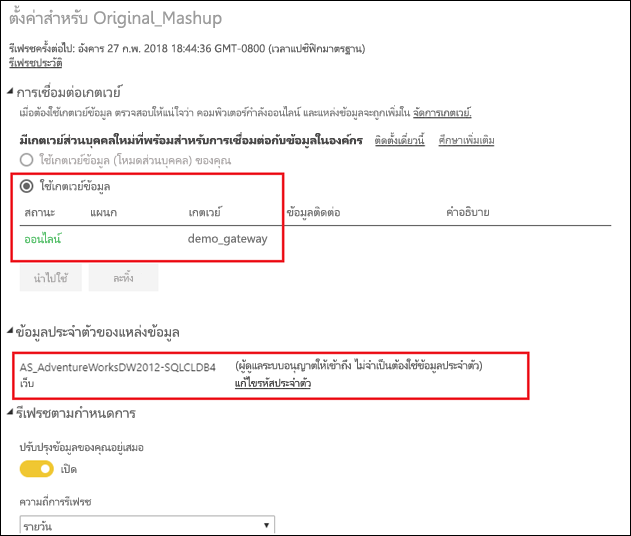 ตั้งค่าสำหรับ Original_Mashup
รีเฟรชครั้งต่อไป: อังคาร 27 ก.พ. 2018 18:44:36 GMT-0800 (เวลาแปซิฟิกมาตรฐาน)
รีเฟรชประวัติ
การเชื่อมต่อเกตเวย์
เมื่อต้องใช้เกตเวย์ข้อมูล ตรวจสอบให้แน่ใจว่า คอมพิวเตอร์กำลังออนไลน์ และแหล่งข้อมูลจะถูกเพิ่มใน จัดการเกตเวย์.
มีเกตเวย์ส่วนบุคคลใหม่ที่พร้อมสำหรับการเชื่อมต่อกับข้อมูลในองค์กร ติดตั้งเดี๋ยวนี้ ศึกษาเพิ่มเติม
ใช้เกตเวย์ข้อมูล (โหมดส่วนบุคคล) ของคุณ
ใช้เกตเวย์ข้อมูล
สถานะ แผนก เกตเวย์ ข้อมูลติดต่อ คำอธิบาย
ออนไลน์ demo_gateway
นำไปใช้ ละทิ้ง
ข้อมูลประจำตัวของแหล่งข้อมูล
AS_AdventureWorksDW2012-SQLCLDB4 (ผู้ดูแลระบบอนุญาตให้เข้าถึง ไม่จำเป็นต้องใช้ข้อมูลประจำตัว)
เว็บ แก้ไขรหัสประจำตัว
รีเฟรชตามกำหนดการ
ปรับปรุงข้อมูลของคุณอยู่เสมอ
เปิด
ความถี่การรีเฟรช
รายวัน